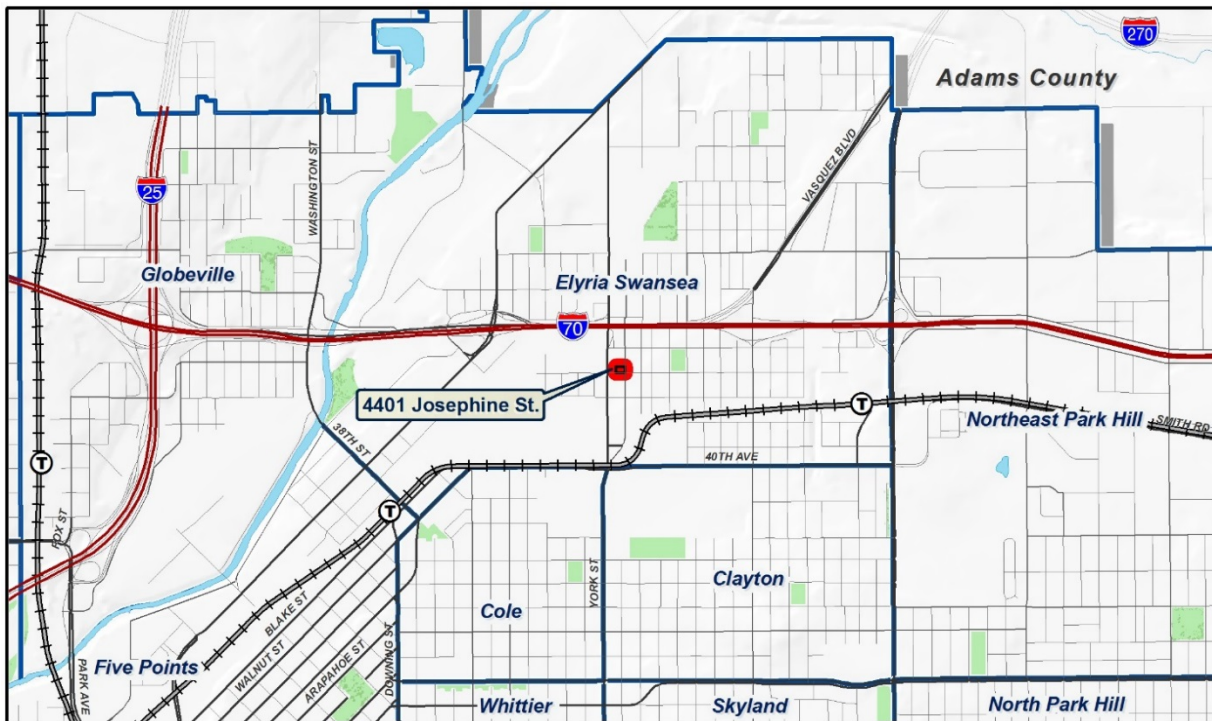 270
Adams County
VASQUEZ BLVD
WASHINGTON ST
25
Globeville
Elyria Swansea
70
4401 Josephine St.
T
Northeast Park Hill
SMITH RD
38TH ST
40TH AVE
T
T
FOX ST
YORK ST
Clayton
Cole
BLAKE ST
WALNUT ST
ARAPAHOE ST
DOWNING ST
Five Points
PARK AVE
Whittier
Skyland
North Park Hill